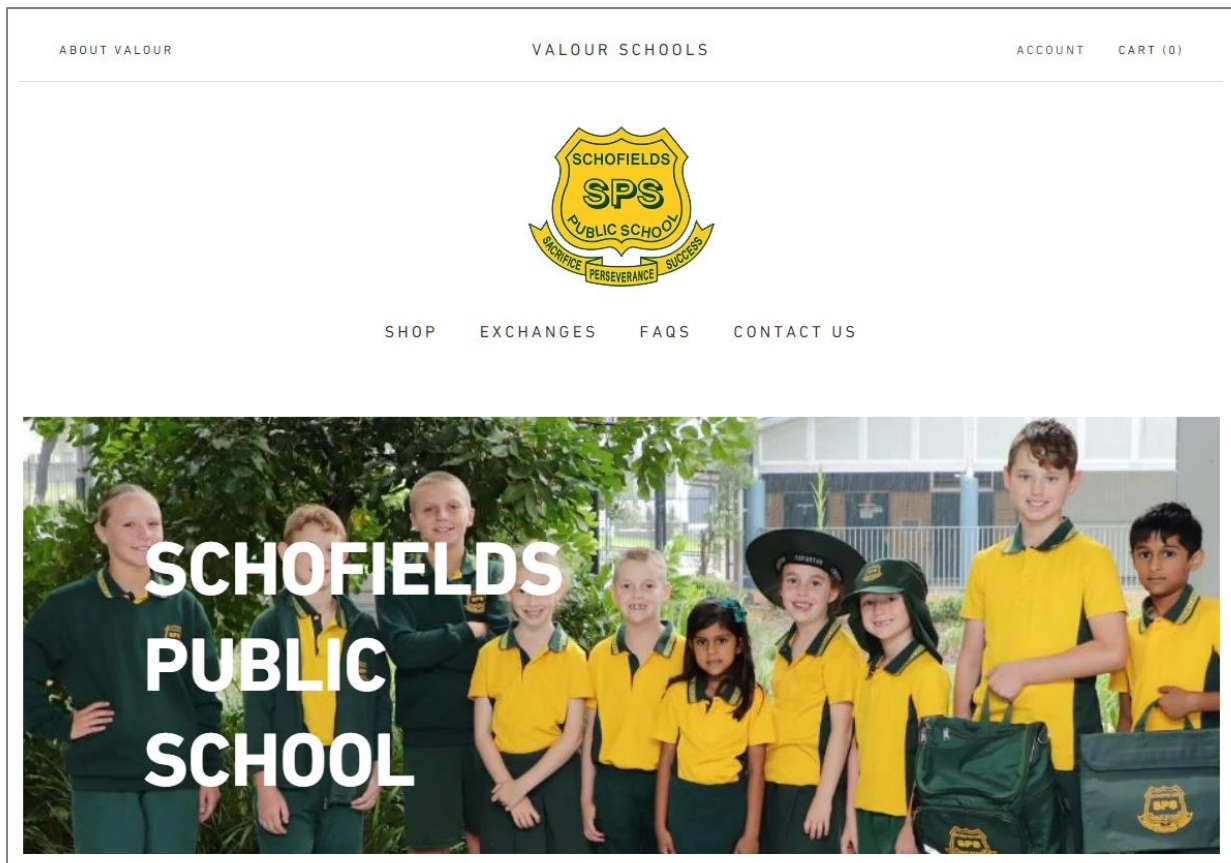 ABOUT VALOUR
VALOUR SCHOOLS
ACCOUNT
CART (0)
SCHOFIELDS
SPS
PUBLIC SCHOOL
SACRIFICE
PERSEVERANCE
SUCCESS
SHOP
EXCHANGES
FAQS
CONTACT US
SCHOFIELDS
PUBLIC
SCHOOL
SPS